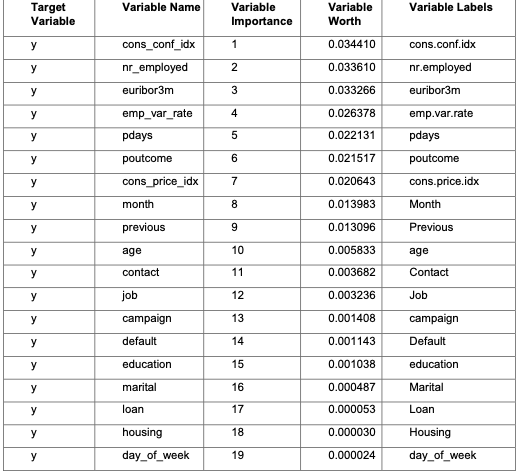 Target Variable Variable Name Variable Importance Variable Worth Variable Labels
y cons_conf_idx 1 0.034410 cons.conf.idx
y nr_employed 2 0.033610 nr.employed
y euribor3m 3 0.033266 euribor3m
y emp_var_rate 4 0.026378 emp.var.rate
y pdays 5 0.022131 pdays
y poutcome 6 0.021517 poutcome
y cons_price_idx 7 0.020643 cons.price.idx
y month 8 0.013983 Month
y previous 9 0.013096 Previous
y age 10 0.005833 age
y contact 11 0.003682 Contact
y job 12 0.003236 Job
y campaign 13 0.001408 campaign
y default 14 0.001143 Default
y education 15 0.001038 education
y marital 16 0.000487 Marital
y loan 17 0.000053 Loan
y housing 18 0.000030 Housing
y day_of_week 19 0.000024 day_of_week